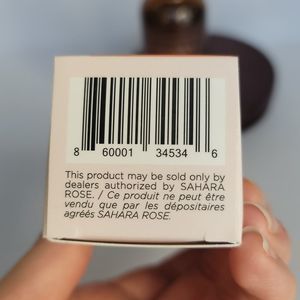 8 60001 34534 6
This product may be sold only by
dealers authorized by SAHARA
ROSE. / Ce produit ne peut être
vendu que par les dépositaires
agréés SAHARA ROSE.